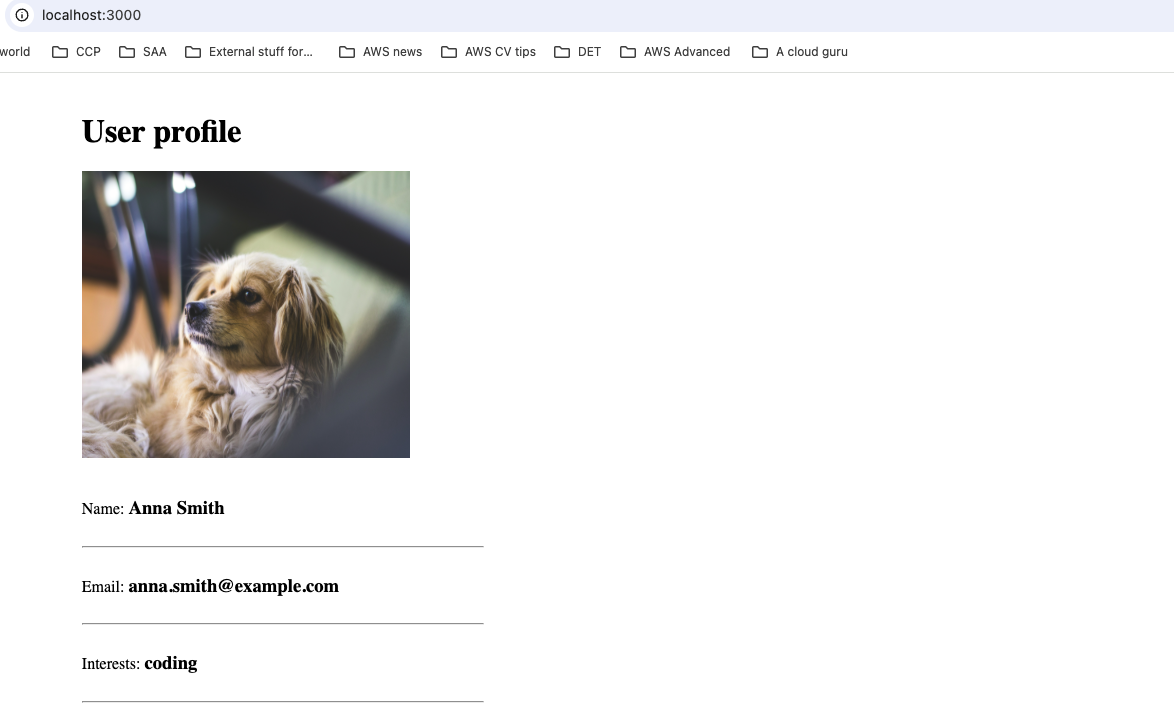 localhost:3000
world CCP SAA External stuff for... AWS news AWS CV tips DET AWS Advanced A cloud guru
User profile
Name: Anna Smith
Email: anna.smith@example.com
Interests: coding